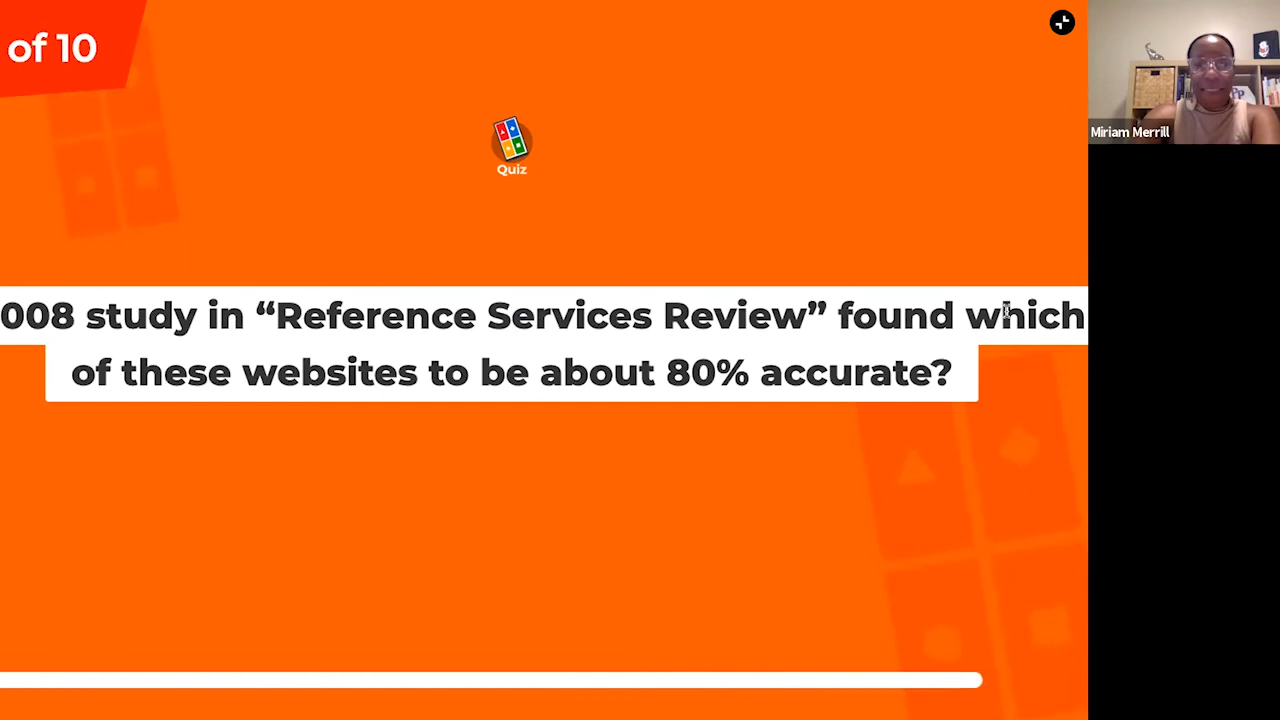 of 10
Quiz
008 study in “Reference Services Review” found which
of these websites to be about 80% accurate?
Miriam Merrill